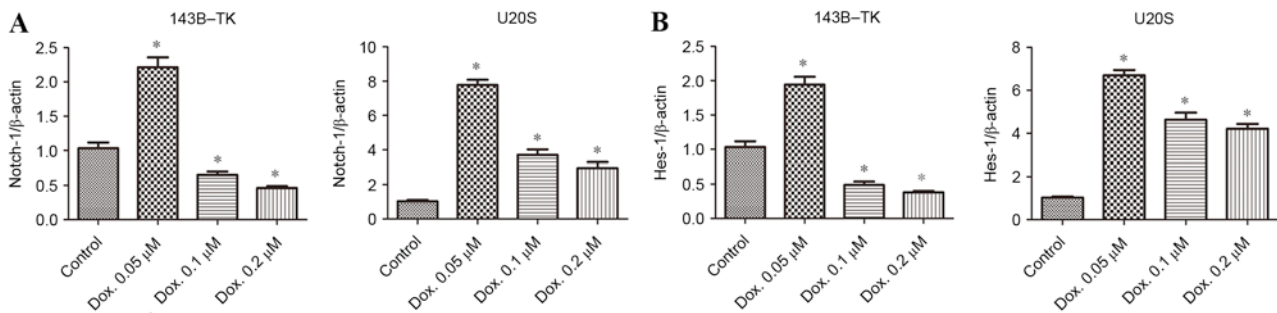 A
143B–TK
Notch-1/β-actin
2.5
2.0
1.5
1.0
0.5
0.0
*
*
*
Control
Dox. 0.05 μM
Dox. 0.1 μM
Dox. 0.2 μM
U20S
Notch-1/β-actin
10
8
6
4
2
0
*
*
*
Control
Dox. 0.05 μM
Dox. 0.1 μM
Dox. 0.2 μM
B
143B–TK
Hes-1/β-actin
2.5
2.0
1.5
1.0
0.5
0.0
*
*
*
Control
Dox. 0.05 μM
Dox. 0.1 μM
Dox. 0.2 μM
U20S
Hes-1/β-actin
8
6
4
2
0
*
*
*
Control
Dox. 0.05 μM
Dox. 0.1 μM
Dox. 0.2 μM